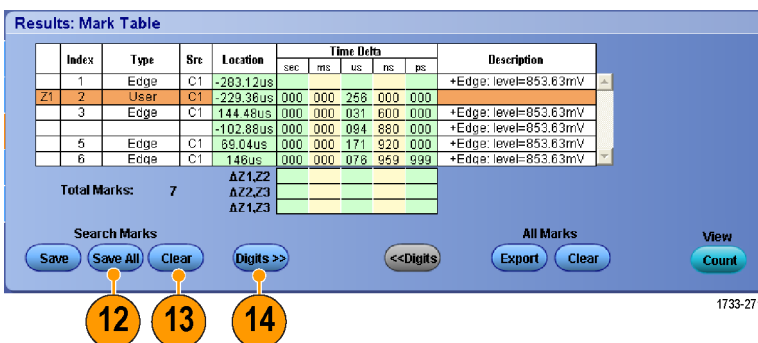 Results: Mark Table
Time Delta
Index Type Src Location sec ms us ns ps Description
1 Edge C1 -283.12us +Edge: level=853.63mV
Z1 2 User C1 -229.36us 000 000 256 000 000
3 Edge C1 144.48us 000 000 031 600 000 +Edge: level=853.63mV
-102.88us 000 000 094 880 000 +Edge: level=853.63mV
5 Edge C1 69.04us 000 000 171 920 000 +Edge: level=853.63mV
6 Edge C1 146us 000 000 076 959 999 +Edge: level=853.63mV
ΔZ1,Z2
Total Marks: 7 ΔZ2,Z3
ΔZ1,Z3
Search Marks All Marks View
Save Save All Clear Digits >> <<Digits Export Clear Count
12 13 14
1733-27